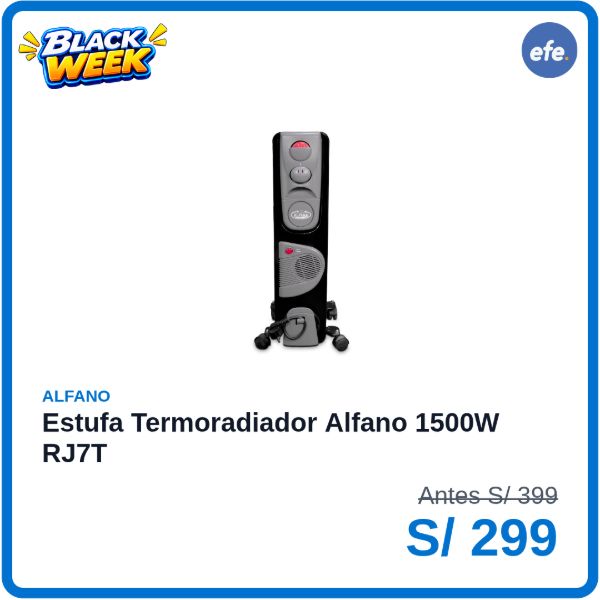 BLACK
WEEK
efe.
ALFANO
Estufa Termoradiador Alfano 1500W
RJ7T
Antes S/ 399
S/ 299